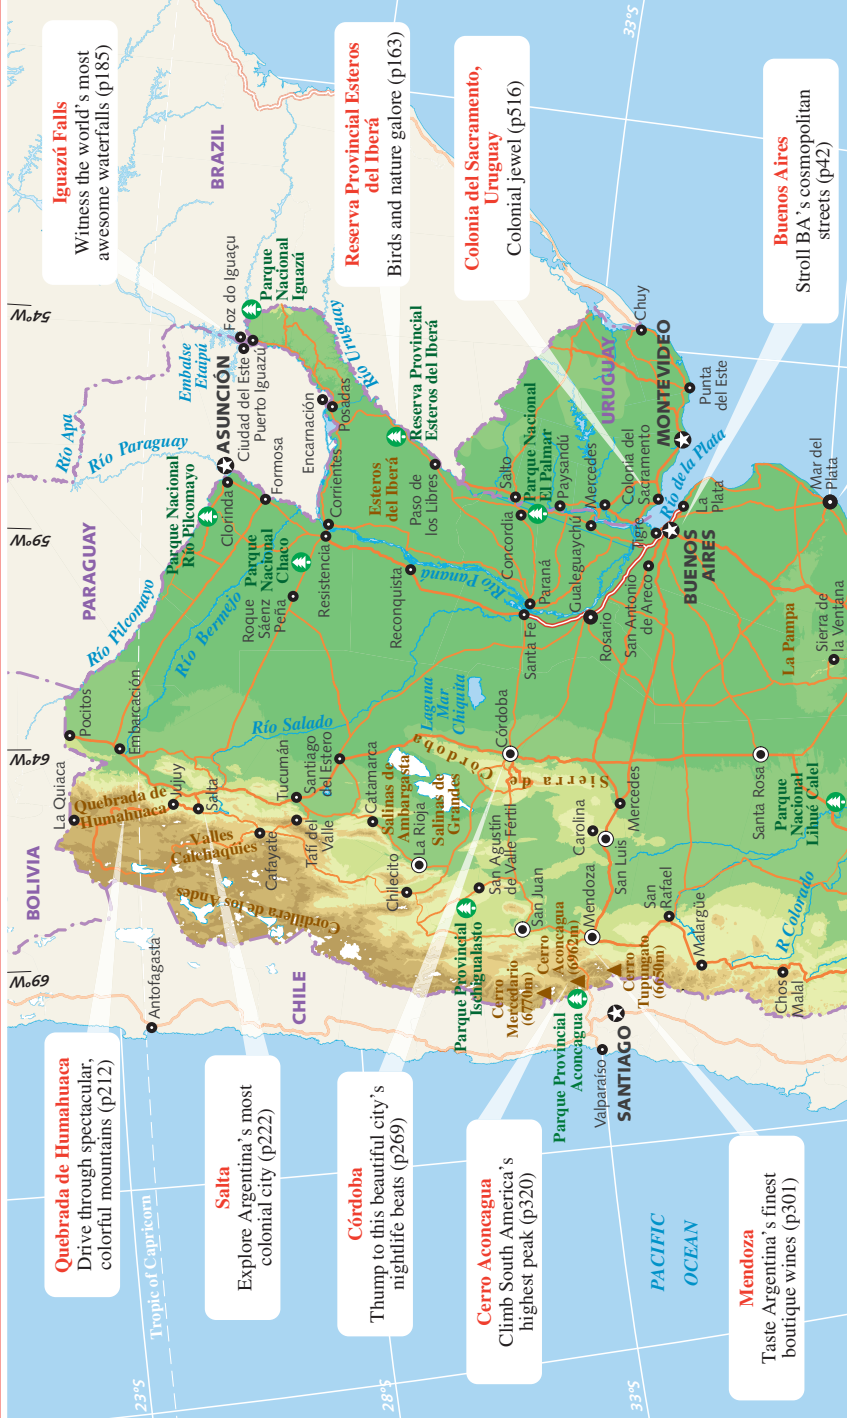 Iguazú Falls
Witness the world's most
awesome waterfalls (p185)
Reserva Provincial Esteros
del Iberá
Birds and nature galore (p163)
Colonia del Sacramento,
Uruguay
Colonial jewel (p516)
Buenos Aires
Stroll BA's cosmopolitan
streets (p42)
Quebrada de Humahuaca
Drive through spectacular,
colorful mountains (p212)
Salta
Explore Argentina's most
colonial city (p222)
Córdoba
Thump to this beautiful city's
nightlife beats (p269)
Cerro Aconcagua
Climb South America's
highest peak (p320)
Mendoza
Taste Argentina's finest
boutique wines (p301)
69ºW
64ºW
59ºW
54ºW
23ºS
28ºS
33ºS
33ºS
Tropic of Capricorn
BOLIVIA
PARAGUAY
BRAZIL
CHILE
URUGUAY
PACIFIC
OCEAN
Antofagasta
La Quiaca
Pocitos
Embarcación
Quebrada de
Humahuaca
Jujuy
Salta
Valles
Calchaquíes
Cafayate
Tucumán
Tafí del
Valle
Santiago
del Estero
Catamarca
Cordillera de los Andes
Salinas de
Ambargasta
Salinas de
Grandes
La Rioja
Chilecito
San Agustín
de Valle Fértil
Parque Provincial
Ischigualasto
San Juan
Cerro
Mercedario
(6770m)
Cerro
Aconcagua
(6962m)
Cerro
Tupungato
(6650m)
Parque Provincial
Aconcagua
Valparaíso
SANTIAGO
Mendoza
San Luis
Carolina
Mercedes
San
Rafael
Malargüe
Chos
Malal
R Colorado
Santa Rosa
Parque
Nacional
Lihué Calel
Sierra de
Córdoba
Córdoba
Laguna
Mar
Chiquita
Río Salado
Río Bermejo
Río Pilcomayo
Río Apa
Río Paraguay
Parque Nacional
Río Pilcomayo
Clorinda
ASUNCIÓN
Formosa
Parque
Nacional
Chaco
Roque
Sáenz
Peña
Resistencia
Corrientes
Encarnación
Posadas
Embalse
Itaipú
Foz do Iguaçu
Ciudad del Este
Puerto Iguazú
Parque
Nacional
Iguazú
Río Uruguay
Esteros
del Iberá
Reserva Provincial
Esteros del Iberá
Paso de
los Libres
Reconquista
Río Paraná
Santa Fe
Paraná
Concordia
Salto
Parque Nacional
El Palmar
Paysandú
Mercedes
Gualeguaychú
Colonia del
Sacramento
Rosario
San Antonio
de Areco
Tigre
BUENOS
AIRES
La
Plata
Río de la Plata
MONTEVIDEO
Punta
del Este
Chuy
La Pampa
Sierra de
la Ventana
Mar del
Plata